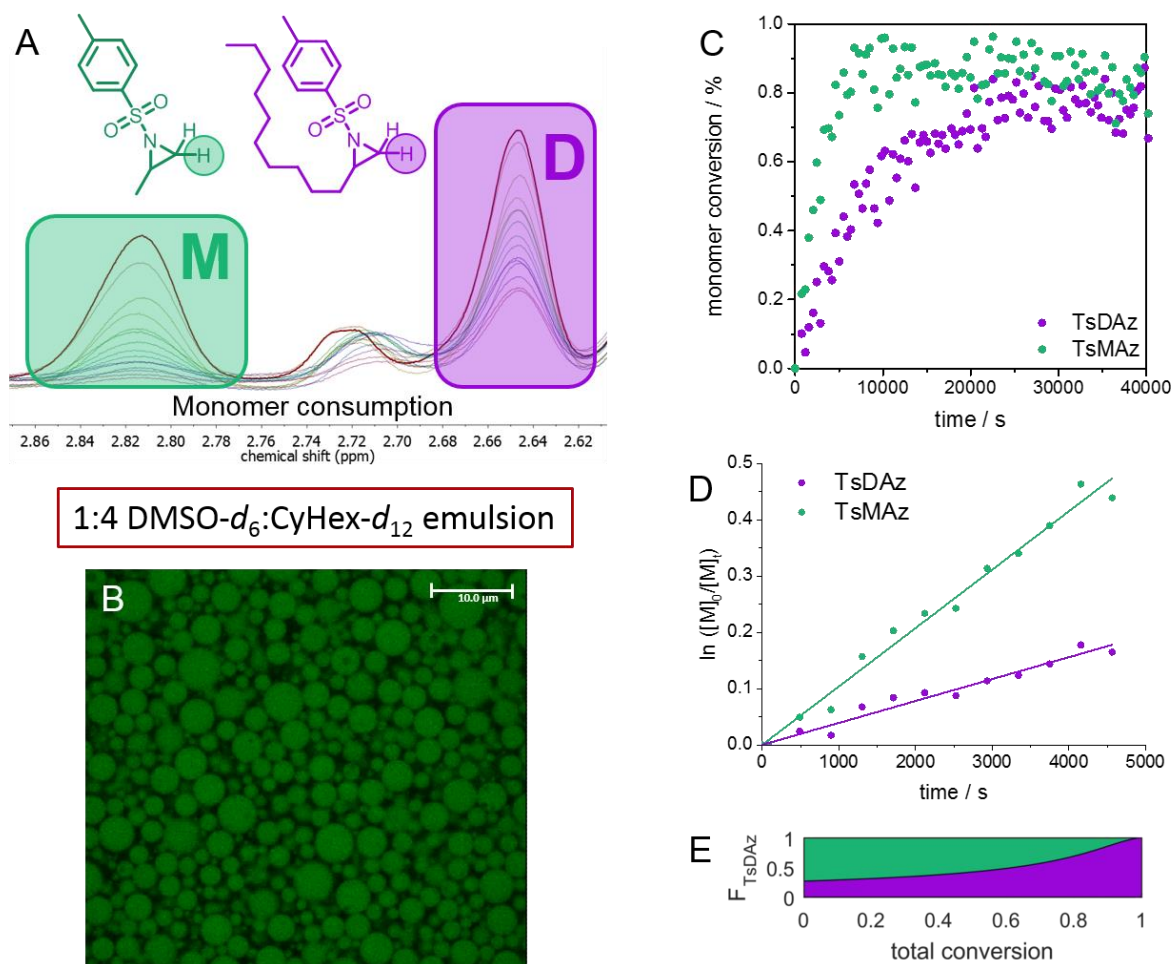 A
O
S
O
N
H
H
M
O
S
O
N
H
H
D
Monomer consumption
2.86 2.84 2.82 2.80 2.78 2.76 2.74 2.72 2.70 2.68 2.66 2.64 2.62
chemical shift (ppm)
1:4 DMSO-d6:CyHex-d12 emulsion
B
10.0 µm
C
monomer conversion / %
1.0
0.8
0.6
0.4
0.2
0.0
TsDAz
TsMAz
0 10000 20000 30000 40000
time / s
D
ln ([M]0/[M]t)
0.5
0.4
0.3
0.2
0.1
0.0
TsDAz
TsMAz
0 1000 2000 3000 4000 5000
time / s
E
FTsDAz
1
0.5
0
0 0.2 0.4 0.6 0.8 1
total conversion